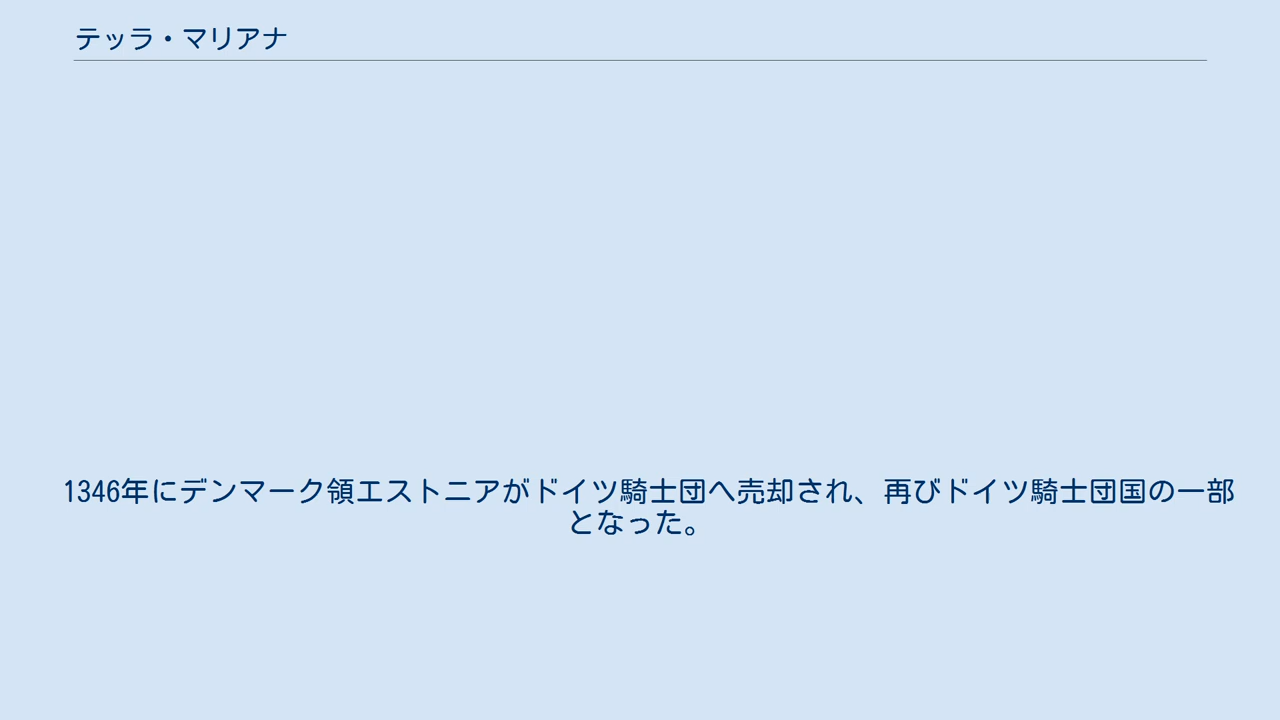 テッラ・マリアナ
1346年にデンマーク領エストニアがドイツ騎士団へ売却され、再びドイツ騎士団国の一部
となった。